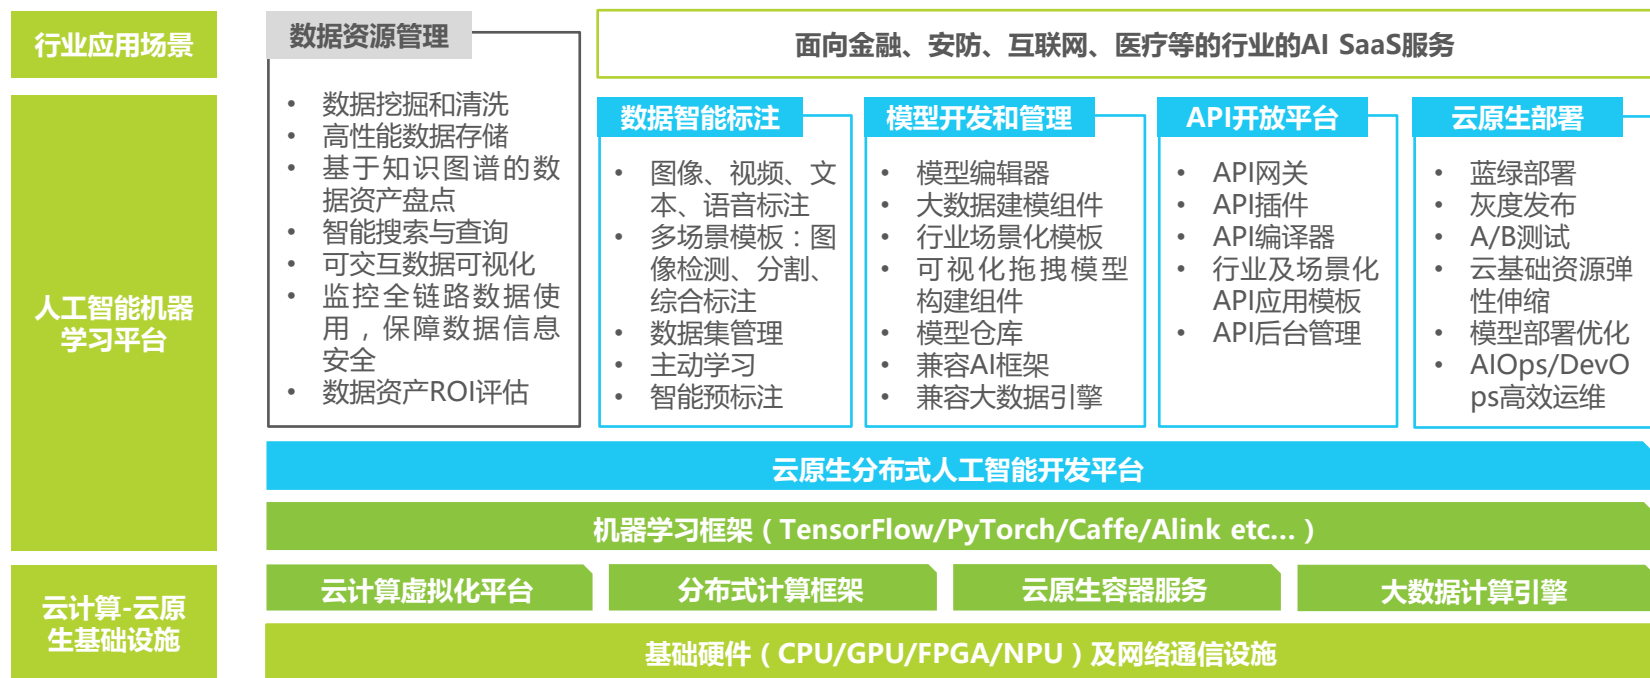 行业应用场景
数据资源管理
面向金融、安防、互联网、医疗等的行业的AI SaaS服务
人工智能机器
学习平台
• 数据挖掘和清洗
• 高性能数据存储
• 基于知识图谱的数
据资产盘点
• 智能搜索与查询
• 可交互数据可视化
• 监控全链路数据使
用，保障数据信息
安全
• 数据资产ROI评估
数据智能标注
• 图像、视频、文
本、语音标注
• 多场景模板：图
像检测、分割、
综合标注
• 数据集管理
• 主动学习
• 智能预标注
模型开发和管理
• 模型编辑器
• 大数据建模组件
• 行业场景化模板
• 可视化拖拽模型
构建组件
• 模型仓库
• 兼容AI框架
• 兼容大数据引擎
API开放平台
• API网关
• API插件
• API编译器
• 行业及场景化
API应用模板
• API后台管理
云原生部署
• 蓝绿部署
• 灰度发布
• A/B测试
• 云基础资源弹
性伸缩
• 模型部署优化
• AIOps/DevO
ps高效运维
云原生分布式人工智能开发平台
机器学习框架（TensorFlow/PyTorch/Caffe/Alink etc...）
云计算-云原
生基础设施
云计算虚拟化平台
分布式计算框架
云原生容器服务
大数据计算引擎
基础硬件（CPU/GPU/FPGA/NPU）及网络通信设施